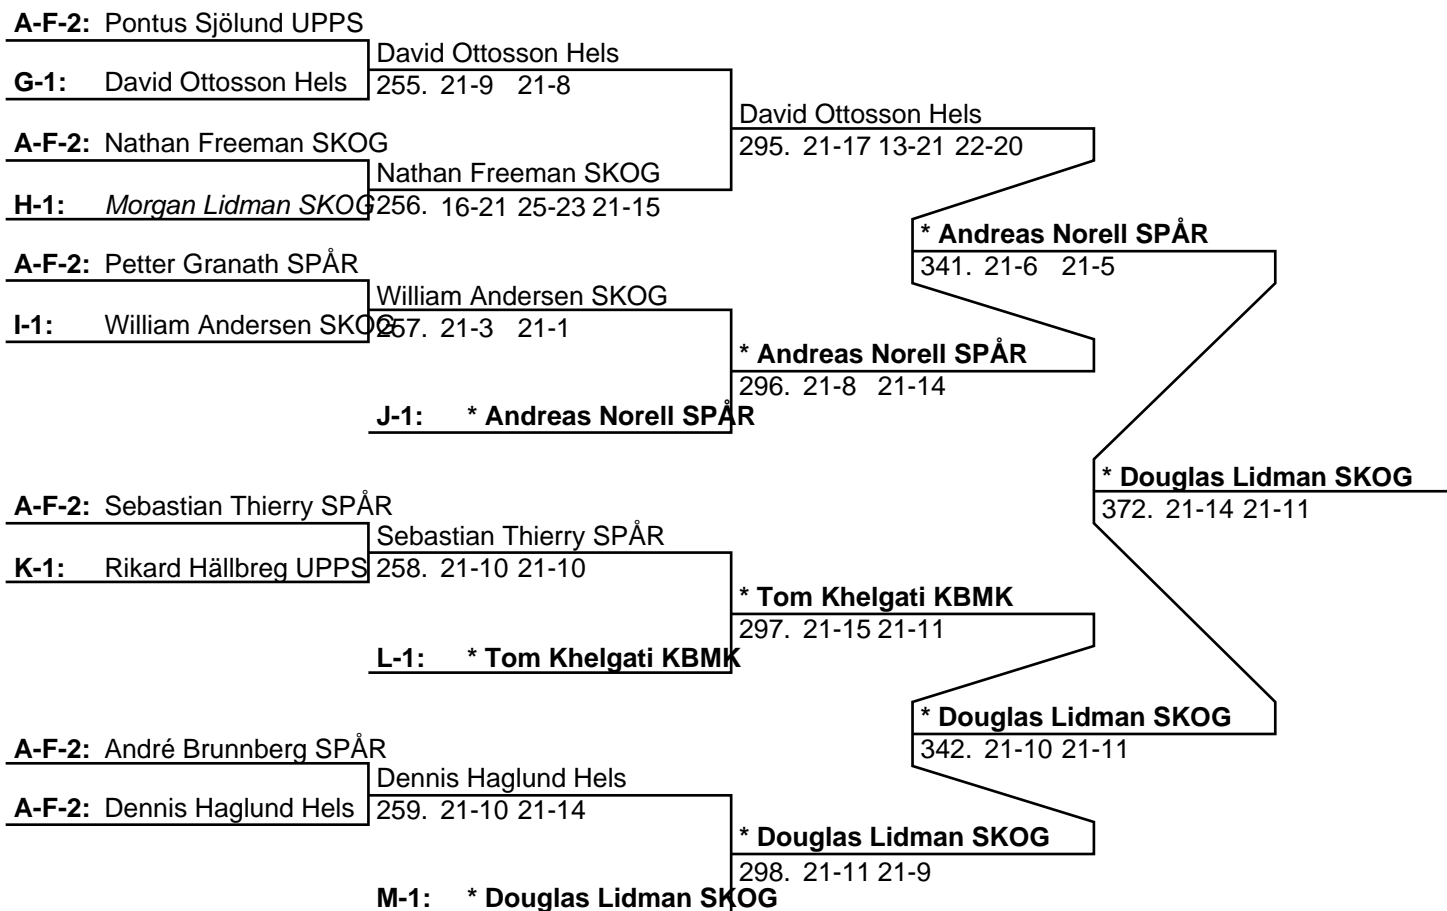 A-F-2: Pontus Sjölund UPPS
David Ottosson Hels
G-1: David Ottosson Hels
255. 21-9 21-8
David Ottosson Hels
295. 21-17 13-21 22-20
A-F-2: Nathan Freeman SKOG
Nathan Freeman SKOG
H-1: Morgan Lidman SKOG
256. 16-21 25-23 21-15
* Andreas Norell SPÅR
341. 21-6 21-5
A-F-2: Petter Granath SPÅR
William Andersen SKOG
I-1: William Andersen SKOG
257. 21-3 21-1
* Andreas Norell SPÅR
296. 21-8 21-14
J-1: * Andreas Norell SPÅR
* Douglas Lidman SKOG
372. 21-14 21-11
A-F-2: Sebastian Thierry SPÅR
Sebastian Thierry SPÅR
K-1: Rikard Hällbreg UPPS
258. 21-10 21-10
* Tom Khelgati KBMK
297. 21-15 21-11
L-1: * Tom Khelgati KBMK
* Douglas Lidman SKOG
342. 21-10 21-11
A-F-2: André Brunnberg SPÅR
Dennis Haglund Hels
A-F-2: Dennis Haglund Hels
259. 21-10 21-14
* Douglas Lidman SKOG
298. 21-11 21-9
M-1: * Douglas Lidman SKOG